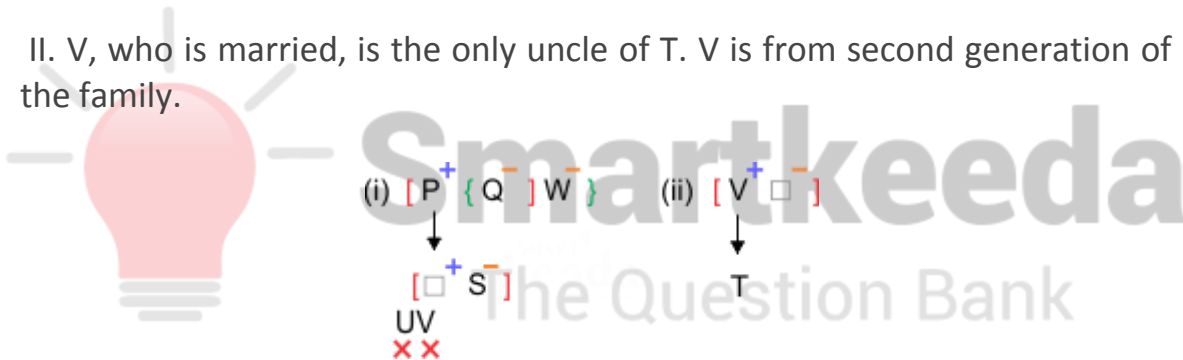 II. V, who is married, is the only uncle of T. V is from second generation of
the family.
Smartkeeda
(i) [ P+ { Q− ] W− } (ii) [ V+ □− ]
[ □+ S− ] T
The Question Bank
UV
× ×